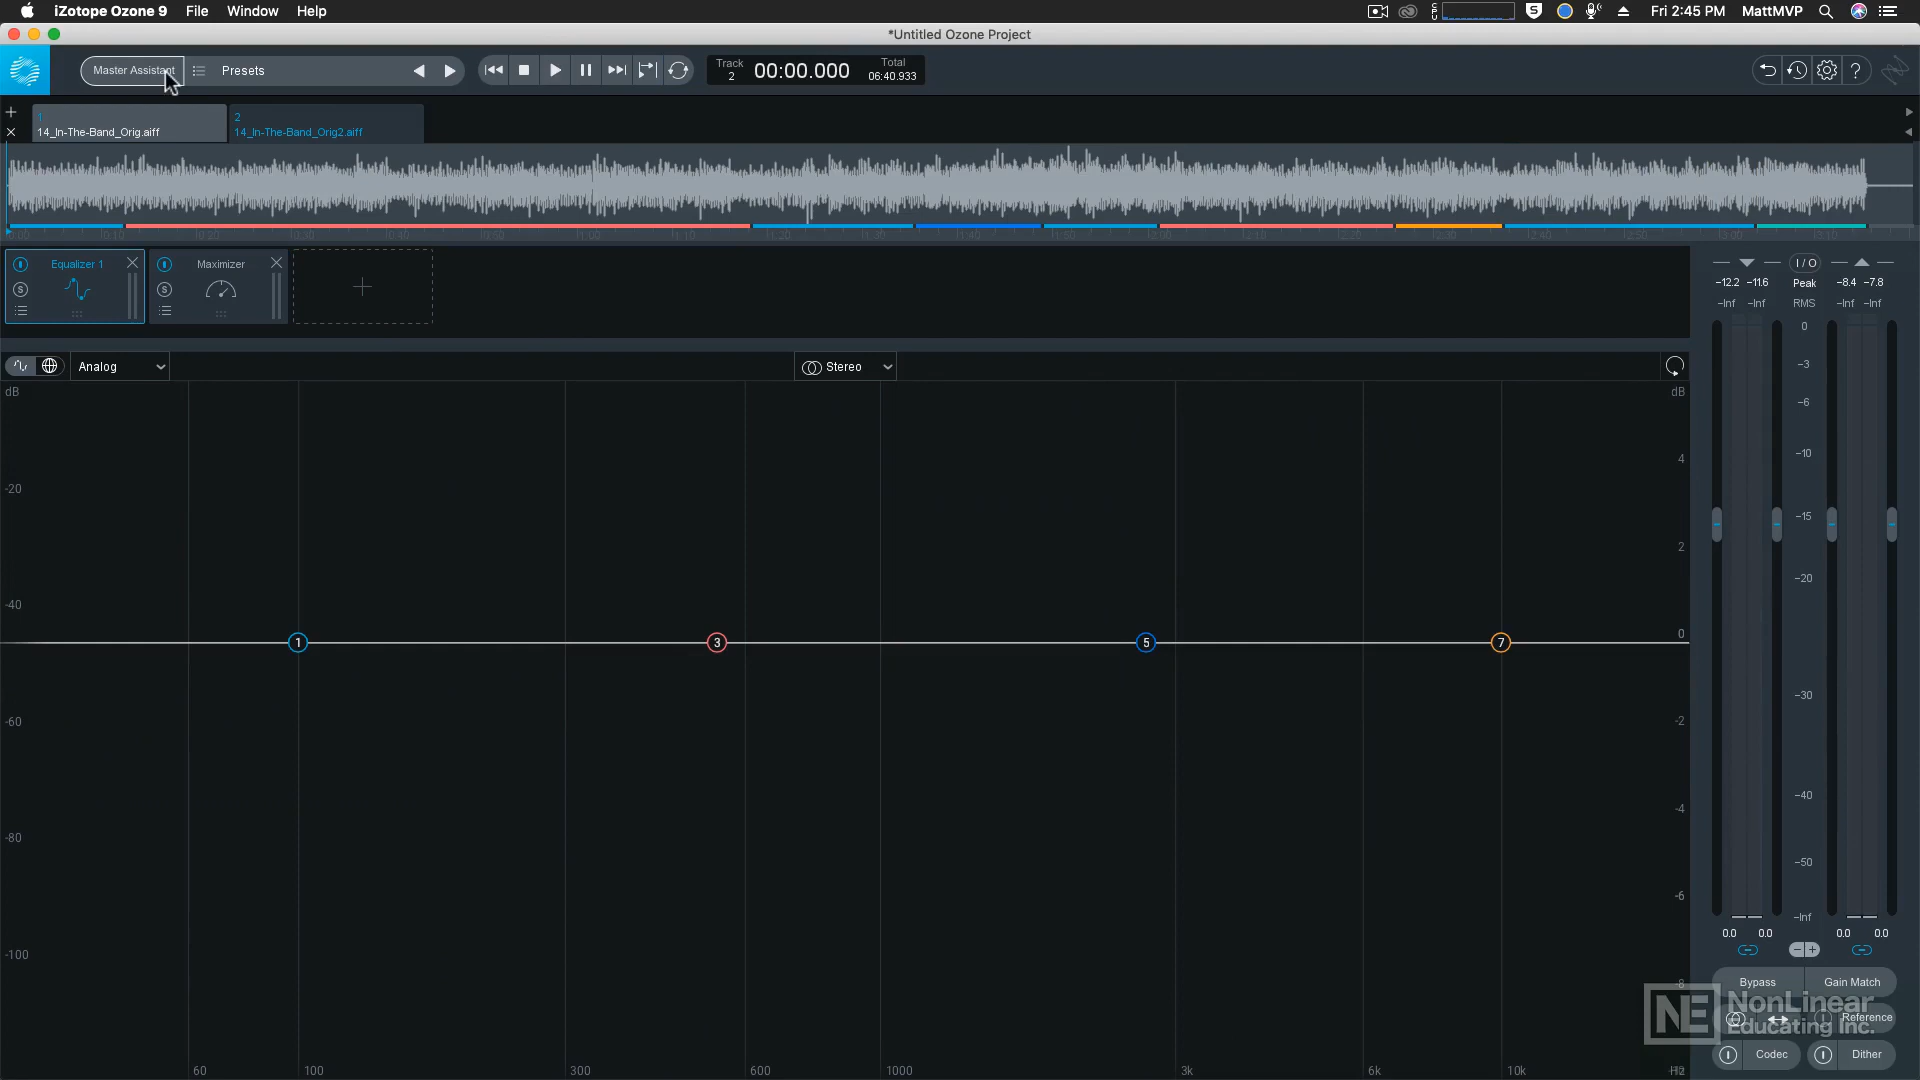 iZotope Ozone 9 File Window Help
Fri 2:45 PM MattMVP
*Untitled Ozone Project
Master Assistant Presets
Track 2 00:00.000 Total 06:40.933
1
14_In-The-Band_Orig.aiff
2
14_In-The-Band_Orig2.aiff
Equalizer 1
S
Maximizer
S
I / O
-12.2 -11.6 Peak -8.4 -7.8
-Inf -Inf RMS -Inf -Inf
Analog
Stereo
dB
-20
-40
-60
-80
-100
1 3 5 7
dB
4
2
0
-2
-4
-6
-8
60 100 300 600 1000 3k 6k 10k Hz
0
-3
-6
-10
-15
-20
-30
-40
-50
-Inf
0.0 0.0 0.0 0.0
Bypass Gain Match
Reference
Codec Dither
NE NonLinear
Educating Inc.